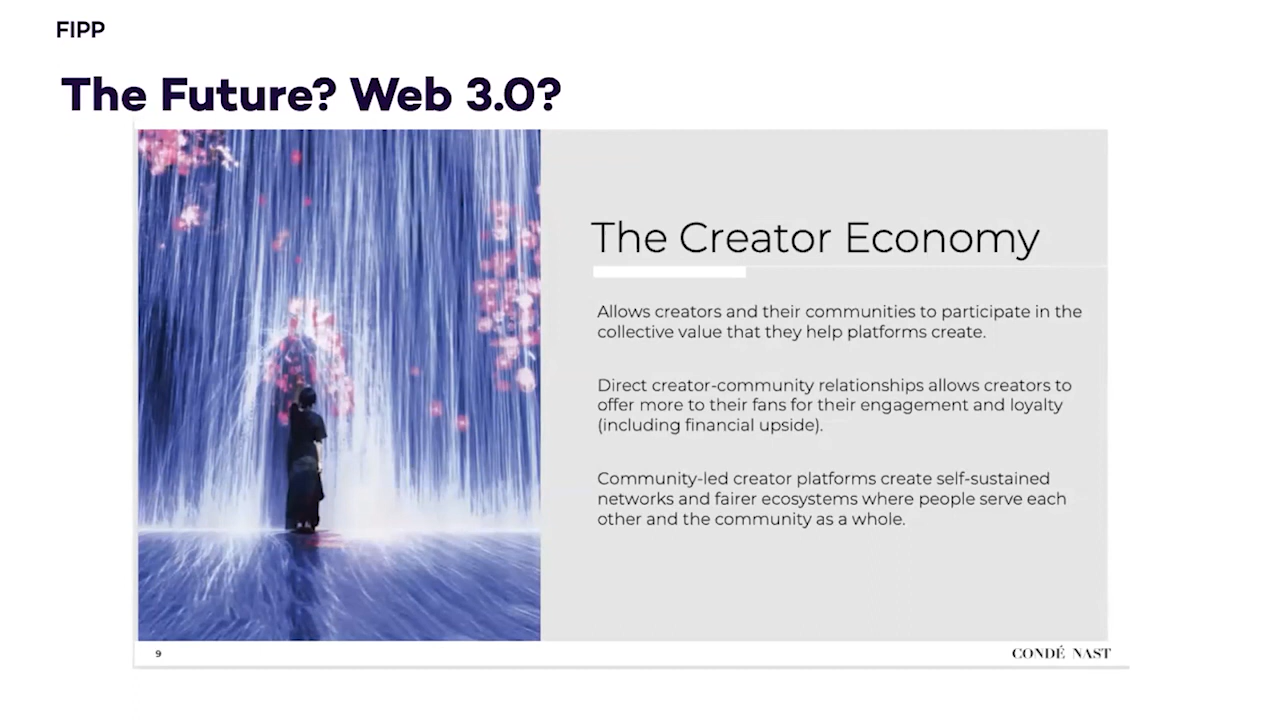 FIPP
The Future? Web 3.0?
The Creator Economy
Allows creators and their communities to participate in the
collective value that they help platforms create.
Direct creator-community relationships allows creators to
offer more to their fans for their engagement and loyalty
(including financial upside).
Community-led creator platforms create self-sustained
networks and fairer ecosystems where people serve each
other and the community as a whole.
9
CONDÉ NAST